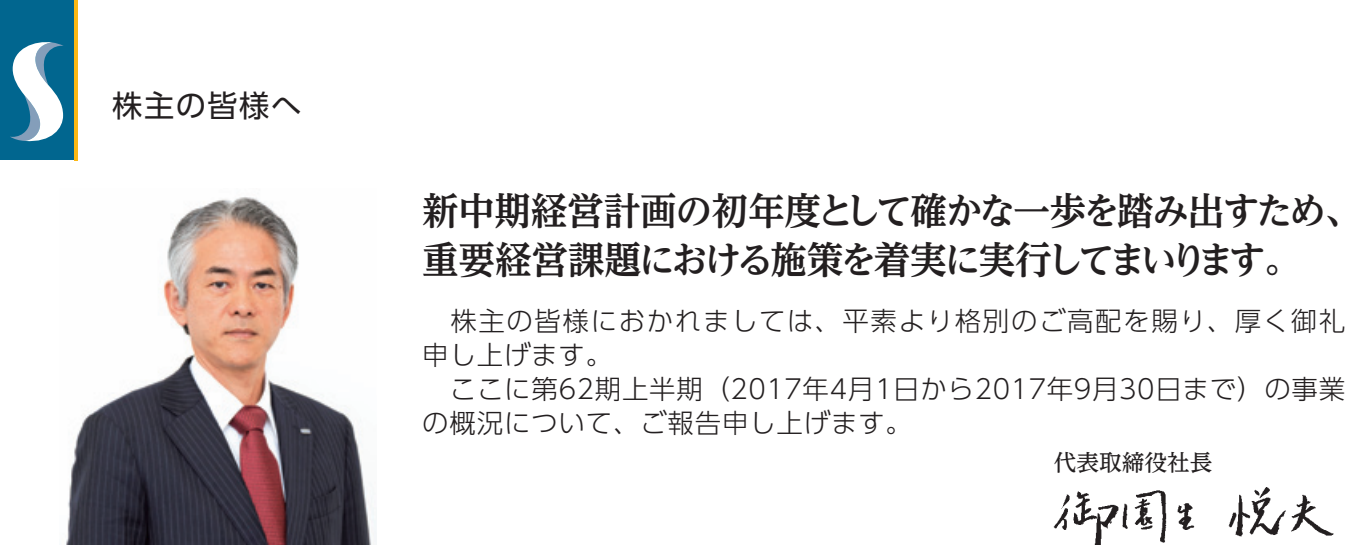 株主の皆様へ
新中期経営計画の初年度として確かな一歩を踏み出すため、
重要経営課題における施策を着実に実行してまいります。
　株主の皆様におかれましては、平素より格別のご高配を賜り、厚く御礼
申し上げます。
　ここに第62期上半期（2017年4月1日から2017年9月30日まで）の事業
の概況について、ご報告申し上げます。
代表取締役社長
御園生 悦夫